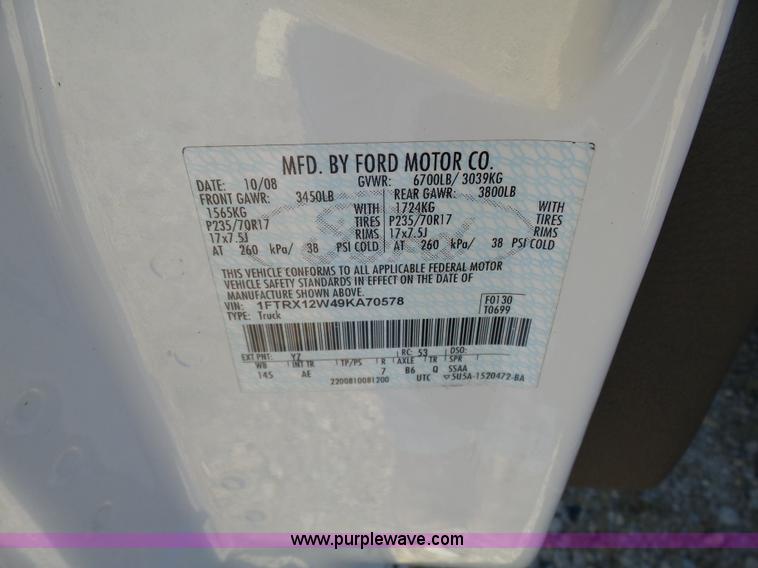 MFD. BY FORD MOTOR CO.
DATE: 10/08 GVWR: 6700LB/ 3039KG
FRONT GAWR: 3450LB REAR GAWR: 3800LB
1565KG WITH 1724KG WITH
P235/70R17 TIRES P235/70R17 TIRES
17x7.5J RIMS 17x7.5J RIMS
AT 260 kPa/ 38 PSI COLD AT 260 kPa/ 38 PSI COLD
THIS VEHICLE CONFORMS TO ALL APPLICABLE FEDERAL MOTOR
VEHICLE SAFETY STANDARDS IN EFFECT ON THE DATE OF
MANUFACTURE SHOWN ABOVE.
VIN: 1FTRX12W49KA70578 F0130
TYPE: Truck T0699
EXT PNT: YZ RC: 53 DSO:
WB INT TR TP/PS R AXLE TR SPR
145 AE 7 B6 Q SSAA
2200810081200 UTC ▽5U5A-1520472-BA
www.purplewave.com